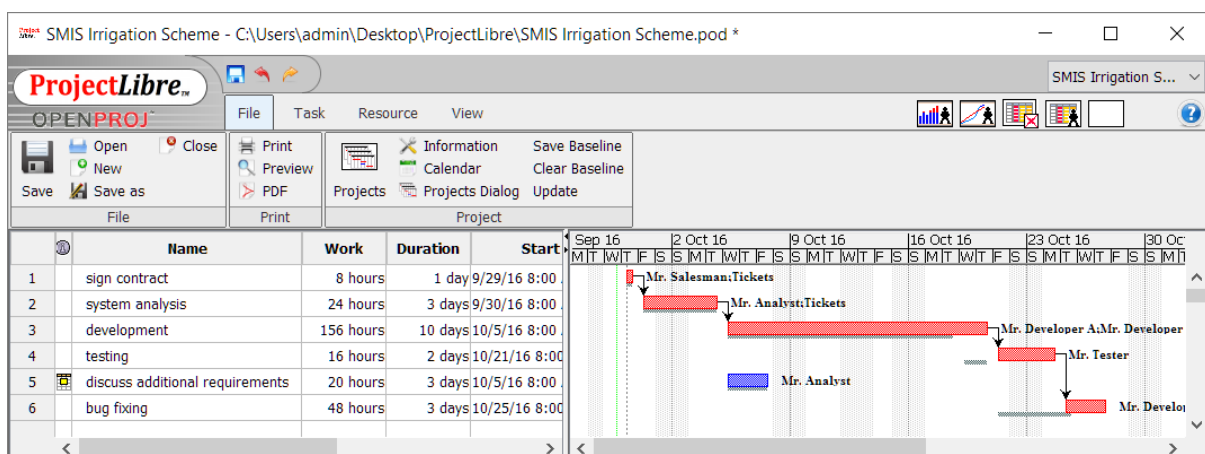 SMIS Irrigation Scheme - C:\Users\admin\Desktop\ProjectLibre\SMIS Irrigation Scheme.pod *
ProjectLibre™
OPENPROJ
SMIS Irrigation S...
File Task Resource View
Open Close Print Information Save Baseline
New Preview Calendar Clear Baseline
Save Save as PDF Projects Projects Dialog Update
File Print Project
Name Work Duration Start Sep 16 2 Oct 16 9 Oct 16 16 Oct 16 23 Oct 16 30 Oc
M T W T F S S M T W T F S S M T W T F S S M T W T F S S M T W T F S S M T
1 sign contract 8 hours 1 day 9/29/16 8:00 Mr. Salesman;Tickets
2 system analysis 24 hours 3 days 9/30/16 8:00 Mr. Analyst;Tickets
3 development 156 hours 10 days 10/5/16 8:00 Mr. Developer A;Mr. Developer
4 testing 16 hours 2 days 10/21/16 8:00 Mr. Tester
5 discuss additional requirements 20 hours 3 days 10/5/16 8:00 Mr. Analyst
6 bug fixing 48 hours 3 days 10/25/16 8:00 Mr. Develo